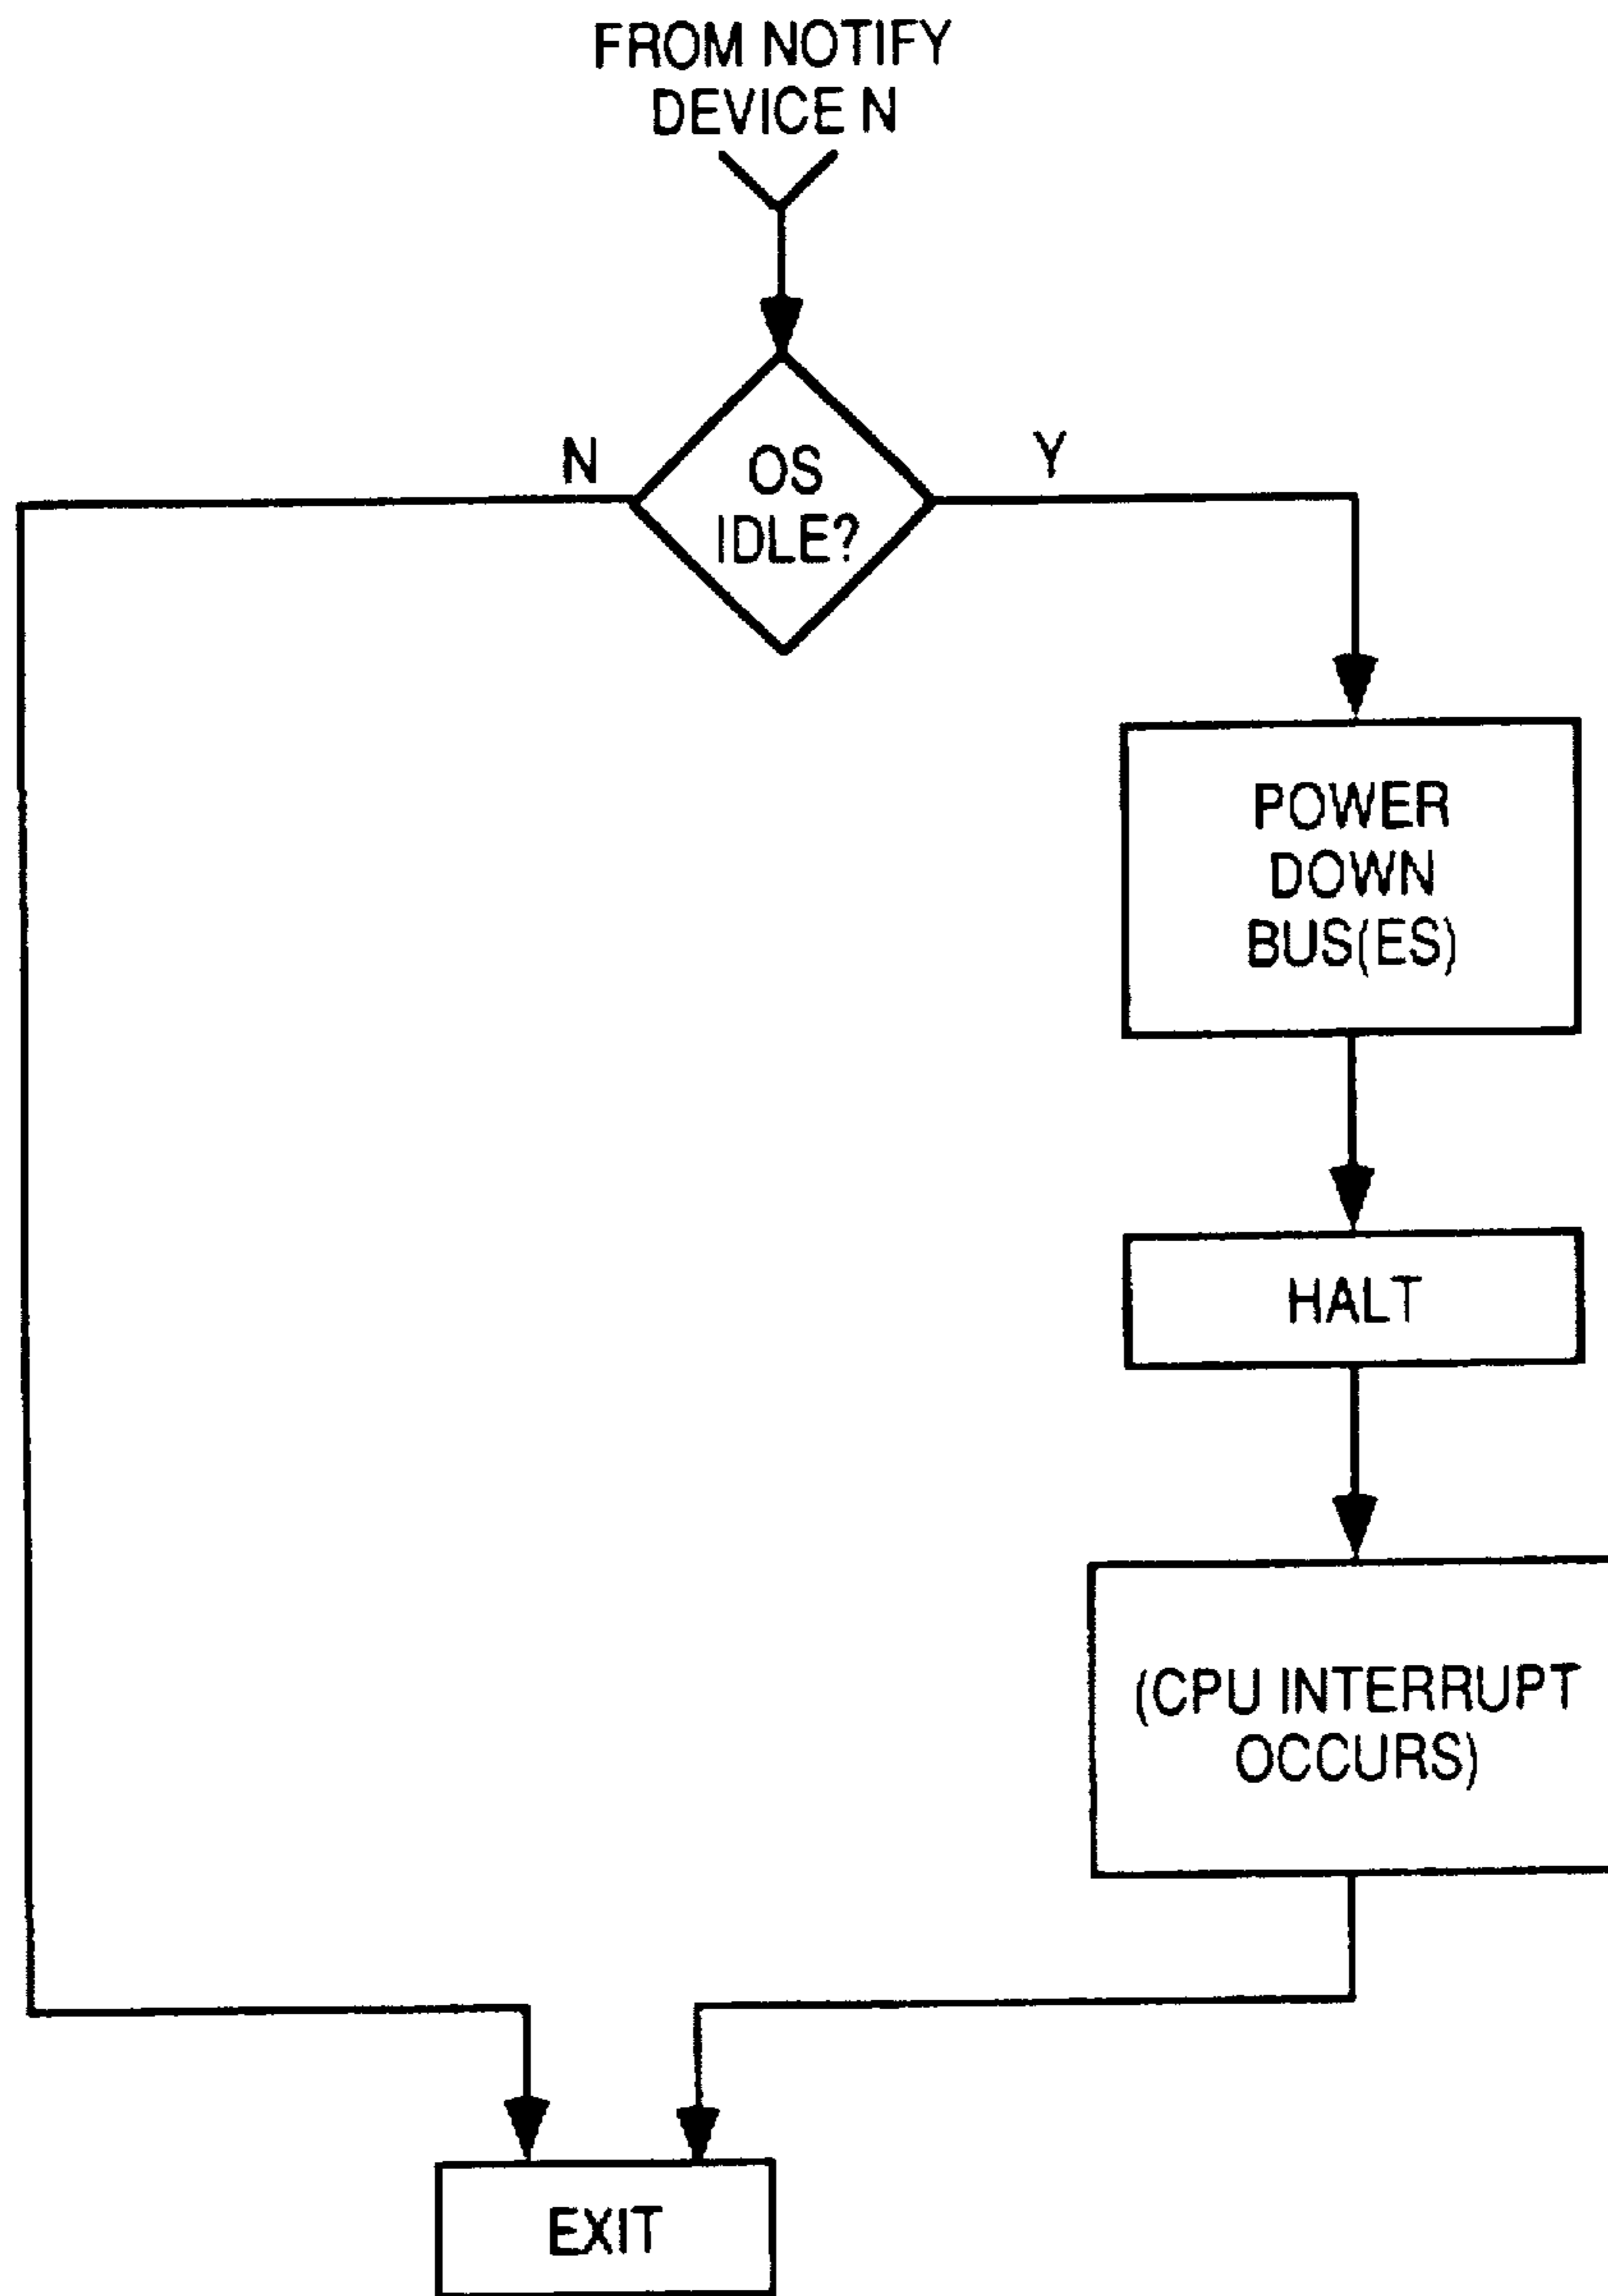 FROM NOTIFY
DEVICE N
N
OS
IDLE?
Y
POWER
DOWN
BUS(ES)
HALT
(CPU INTERRUPT
OCCURS)
EXIT